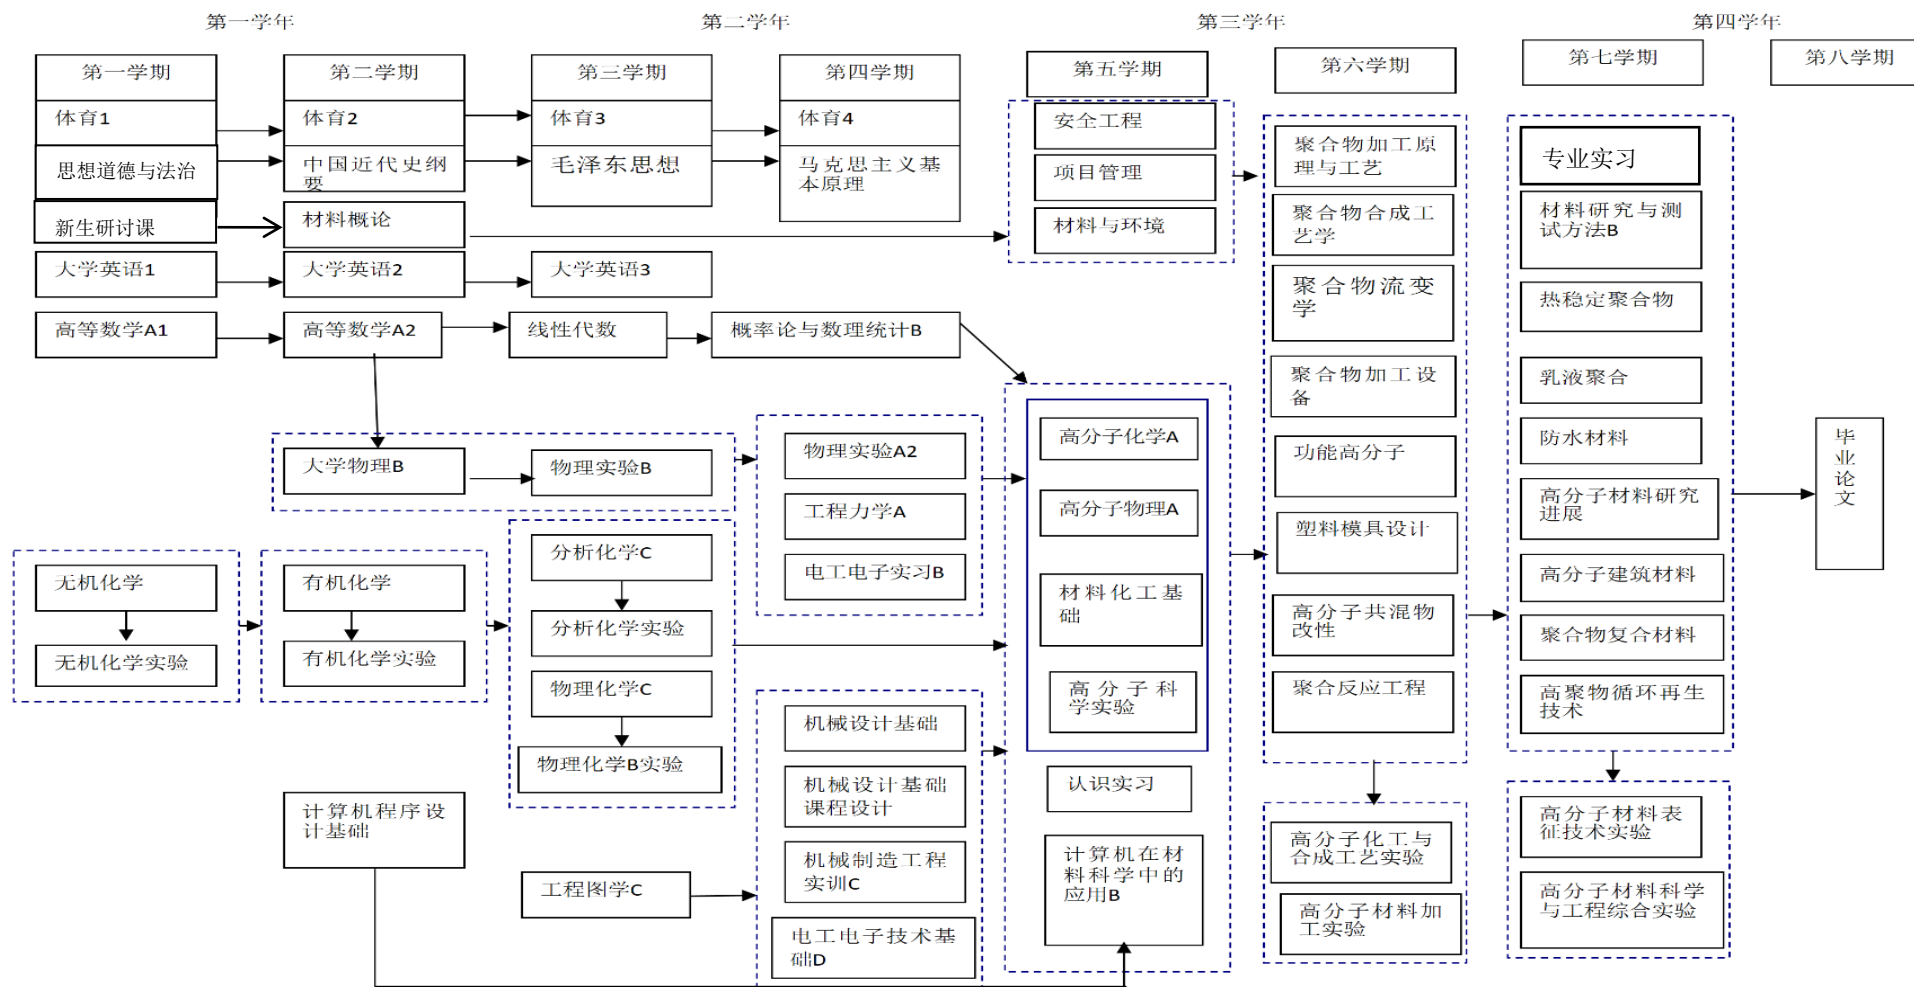 第一学年
第二学年
第三学年
第四学年
第一学期
第二学期
第三学期
第四学期
第五学期
第六学期
第七学期
第八学期
体育1
体育2
体育3
体育4
思想道德与法治
中国近代史纲
要
毛泽东思想
马克思主义基
本原理
新生研讨课
材料概论
大学英语1
大学英语2
大学英语3
高等数学A1
高等数学A2
线性代数
概率论与数理统计B
大学物理B
物理实验B
无机化学
无机化学实验
有机化学
有机化学实验
分析化学C
分析化学实验
物理化学C
物理化学B实验
计算机程序设
计基础
工程图学C
物理实验A2
工程力学A
电工电子实习B
机械设计基础
机械设计基础
课程设计
机械制造工程
实训C
电工电子技术基
础D
安全工程
项目管理
材料与环境
高分子化学A
高分子物理A
材料化工基
础
高分子科
学实验
认识实习
计算机在材
料科学中的
应用B
聚合物加工原
理与工艺
聚合物合成工
艺学
聚合物流变
学
聚合物加工设
备
功能高分子
塑料模具设计
高分子共混物
改性
聚合反应工程
高分子化工与
合成工艺实验
高分子材料加
工实验
专业实习
材料研究与测
试方法B
热稳定聚合物
乳液聚合
防水材料
高分子材料研究
进展
高分子建筑材料
聚合物复合材料
高聚物循环再生
技术
高分子材料表
征技术实验
高分子材料科学
与工程综合实验
毕
业
论
文